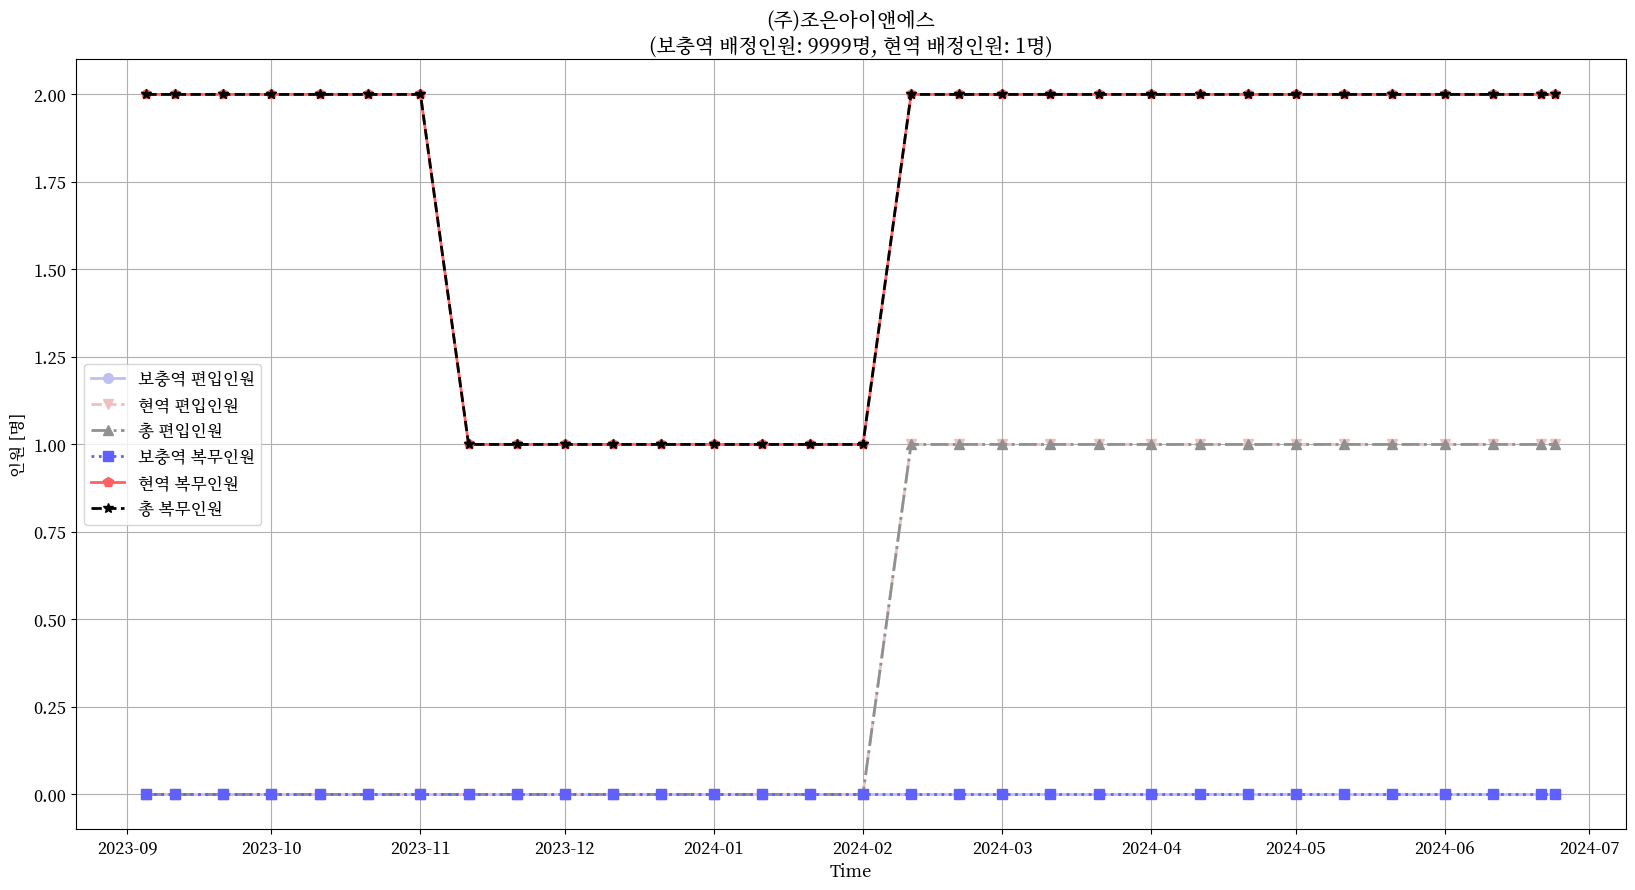 (주)조은아이앤에스
(보충역 배정인원: 9999명, 현역 배정인원: 1명)
2.00
1.75
1.50
1.25
1.00
0.75
0.50
0.25
0.00
인원 [명]
보충역 편입인원
현역 편입인원
총 편입인원
보충역 복무인원
현역 복무인원
총 복무인원
2023-09
2023-10
2023-11
2023-12
2024-01
2024-02
2024-03
2024-04
2024-05
2024-06
2024-07
Time